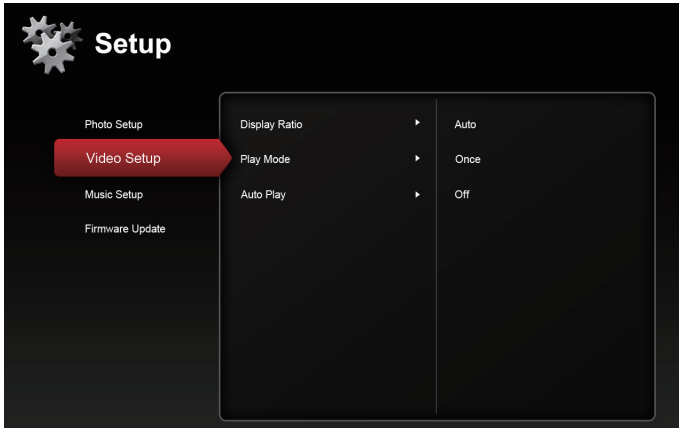 Setup
Photo Setup
Video Setup
Music Setup
Firmware Update
Display Ratio
Auto
Play Mode
Once
Auto Play
Off